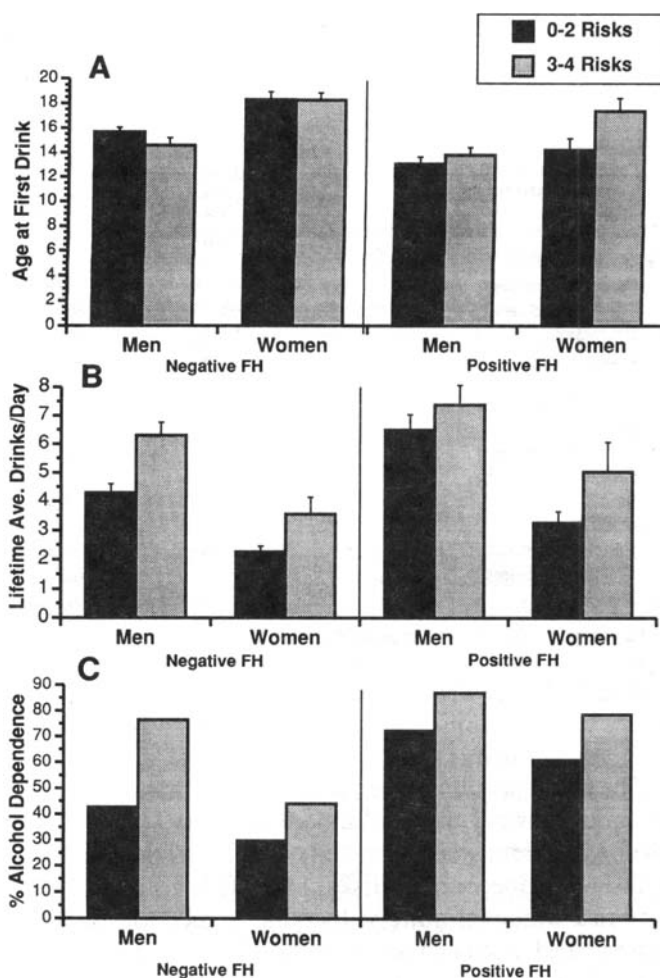 0-2 Risks
3-4 Risks
A
Age at First Drink
20
18
16
14
12
10
8
6
4
2
0
Men Women Men Women
Negative FH Positive FH
B
Lifetime Ave. Drinks/Day
8
7
6
5
4
3
2
1
0
Men Women Men Women
Negative FH Positive FH
C
% Alcohol Dependence
90
80
70
60
50
40
30
20
10
0
Men Women Men Women
Negative FH Positive FH